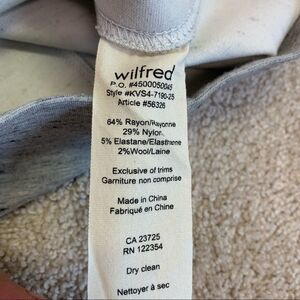 wilfred
P.O. #4500050045
Style #KVS4-7190-25
Article #56326
64% Rayon/Rayonne
29% Nylon
5% Elastane/Elasthanne
2%Wool/Laine
Exclusive of trims
Garniture non comprise
Made in China
Fabriqué en Chine
CA 23725
RN 122354
Dry clean
Nettoyer à sec